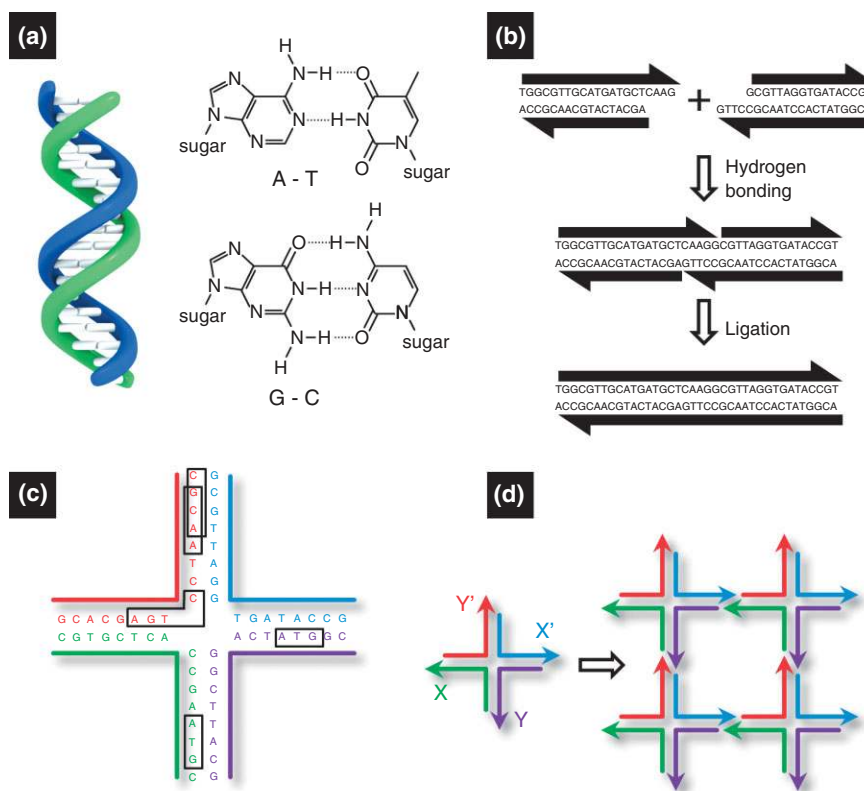 (a)
H
N
H
O
N
N
N
N
H
N
sugar
N
O
sugar
A - T
H
O
H
N
H
N
N
H
N
N
N
N
sugar
N
H
O
sugar
H
G - C
(b)
TGGCGTTGCATGATGCTCAAG
ACCGCAACGTACTACGA
+
GCGTTAGGTGATACCG
GTTCCGCAATCCACTATGGC
Hydrogen
bonding
TGGCGTTGCATGATGCTCAAGGCGTTAGGTGATACCGT
ACCGCAACGTACTACGAGTTCCGCAATCCACTATGGCA
Ligation
TGGCGTTGCATGATGCTCAAGGCGTTAGGTGATACCGT
ACCGCAACGTACTACGAGTTCCGCAATCCACTATGGCA
(c)
C G
G C
C G
A T
A T
T A
C G
C G
G C A C G A G T
C G T G C T C A
T G A T A C C G
A C T A T G G C
C G
C G
G C
A T
A T
T A
G C
C G
(d)
Y'
X'
X
Y